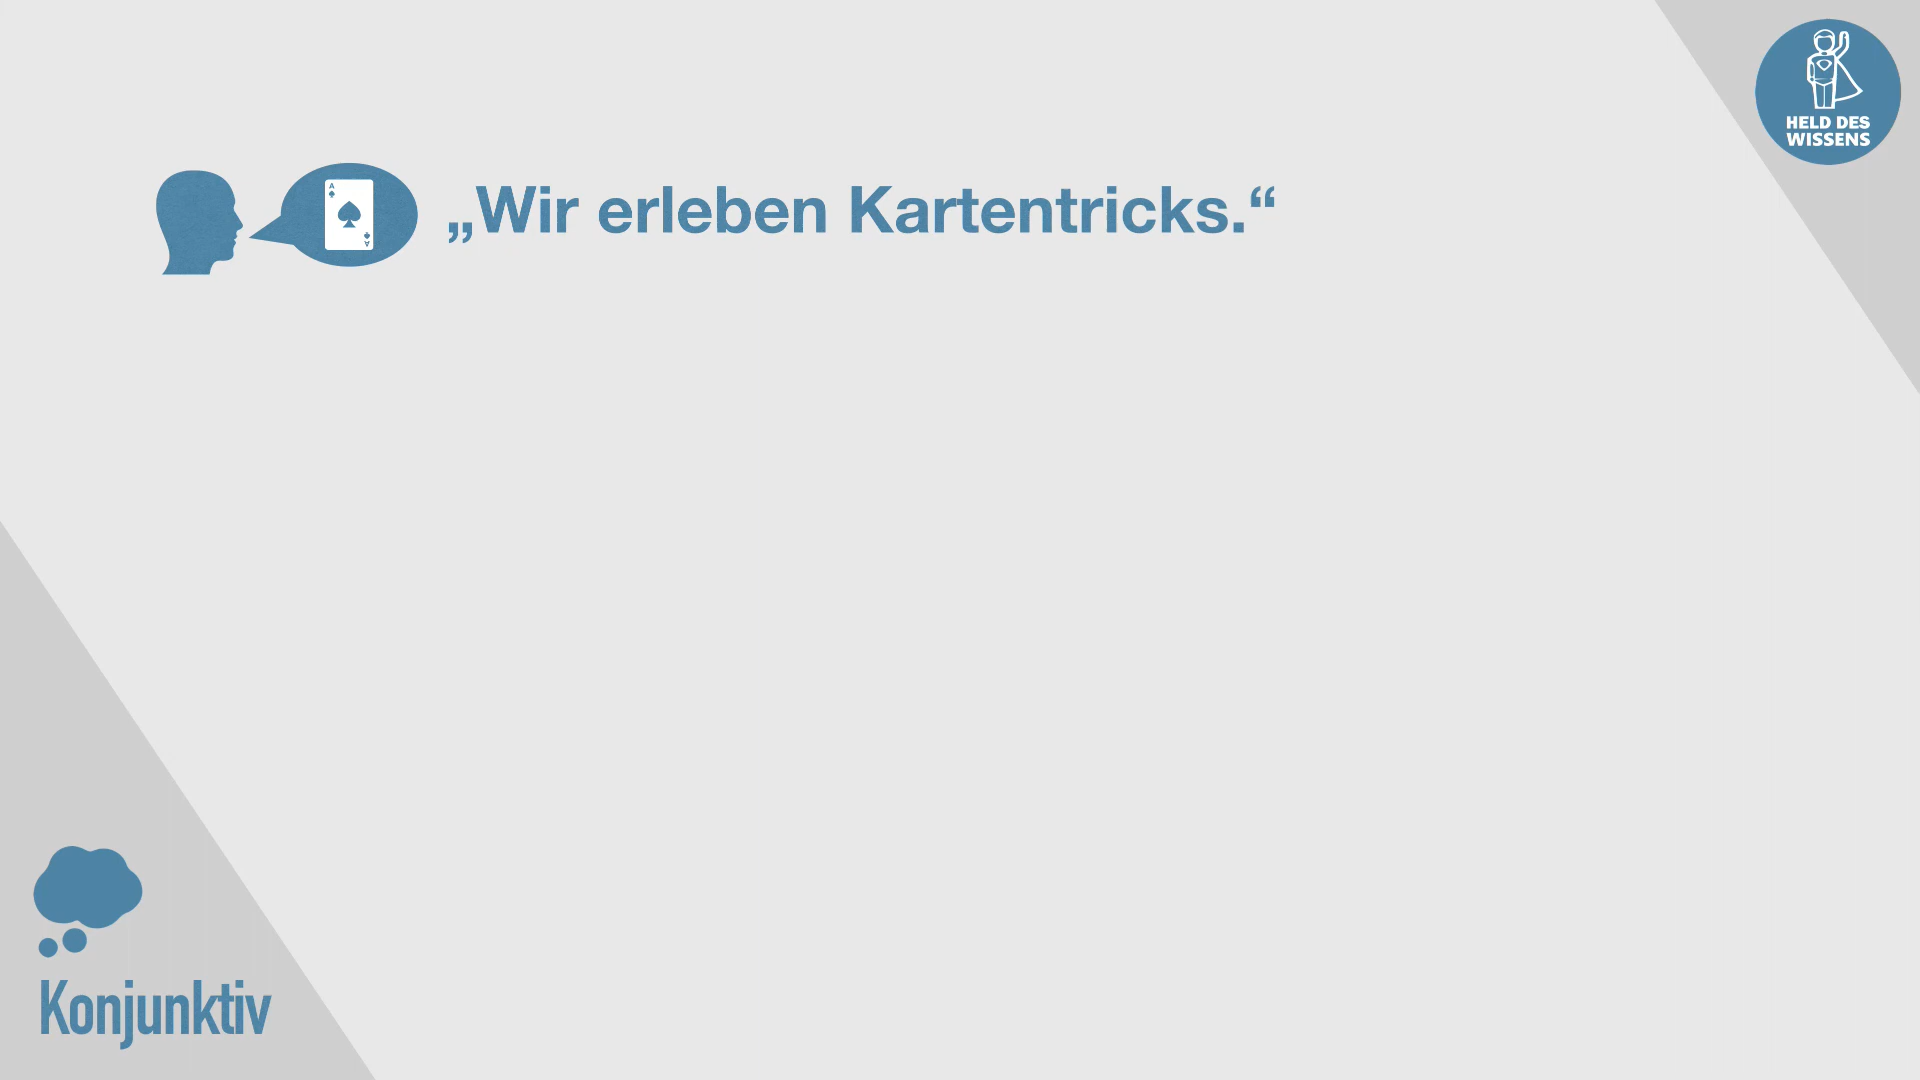 HELD DES
WISSENS
„Wir erleben Kartentricks.“
Konjunktiv